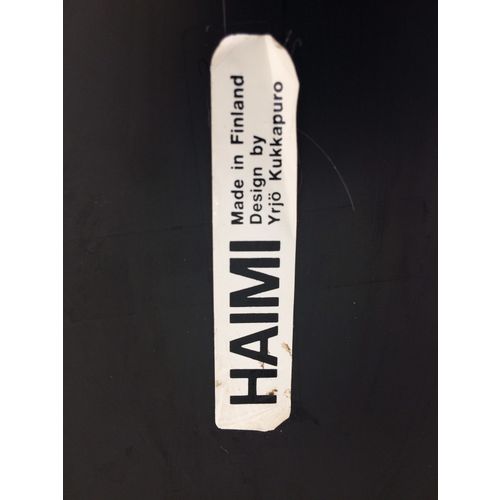 HAIMI
Made in Finland
Design by
Yrjö Kukkapuro